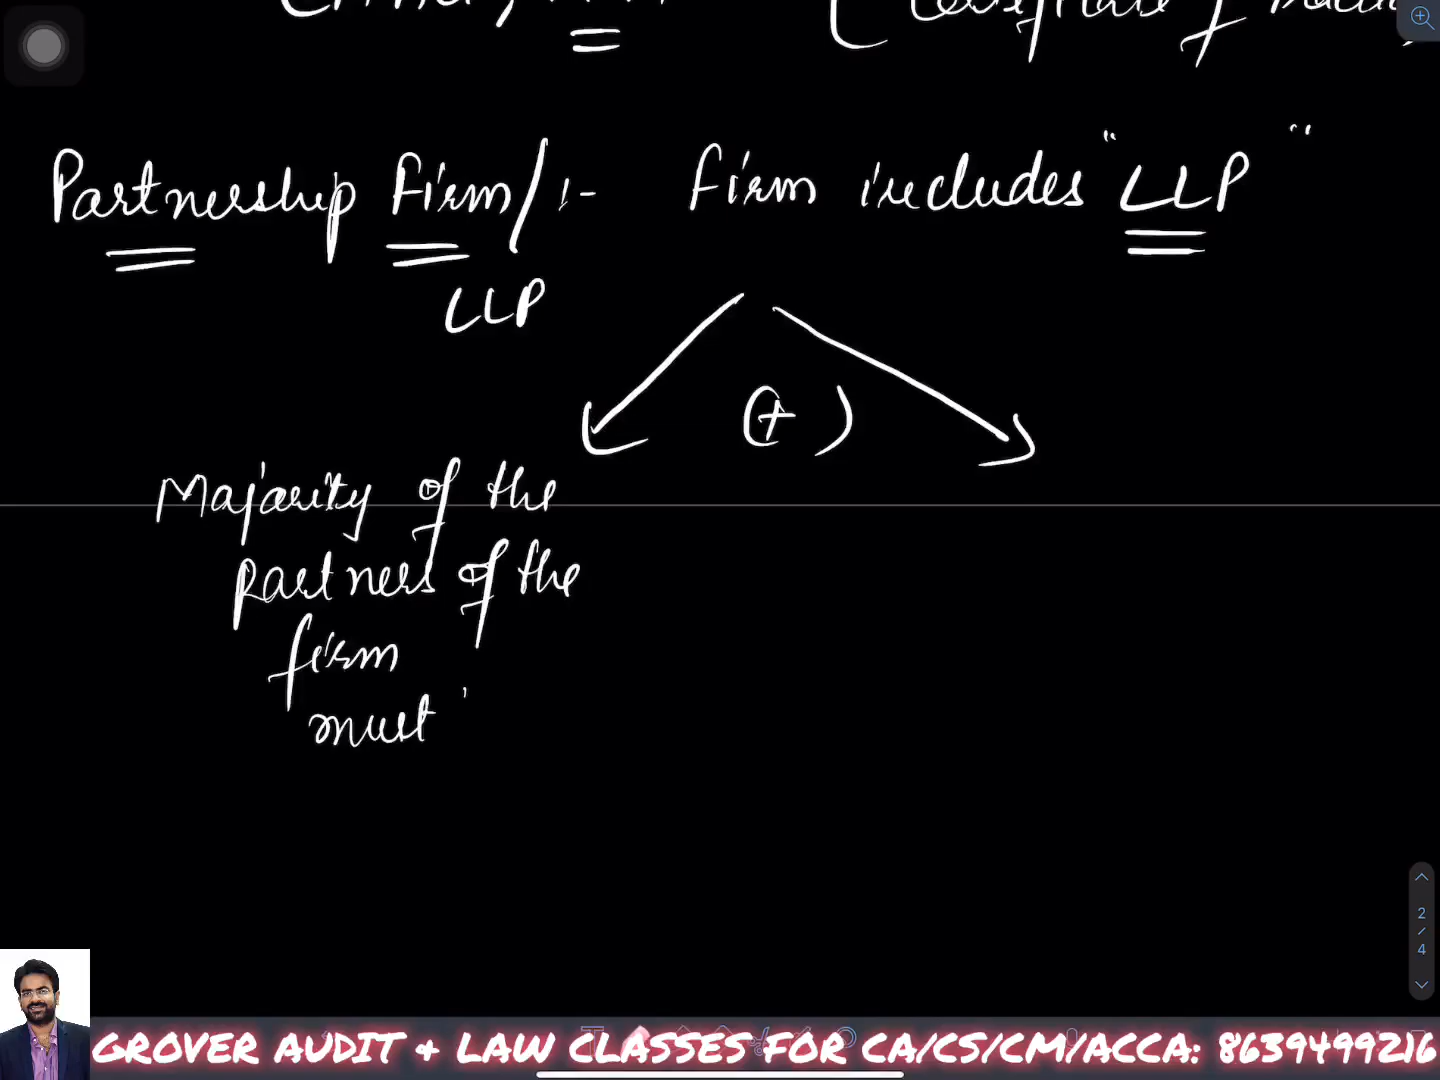 Partnership Firm/:- Firm includes "LLP"
LLP
(+)
Majority of the
partners of the
firm
must
2
/
4
GROVER AUDIT + LAW CLASSES FOR CA/CS/CM/ACCA: 8639499216